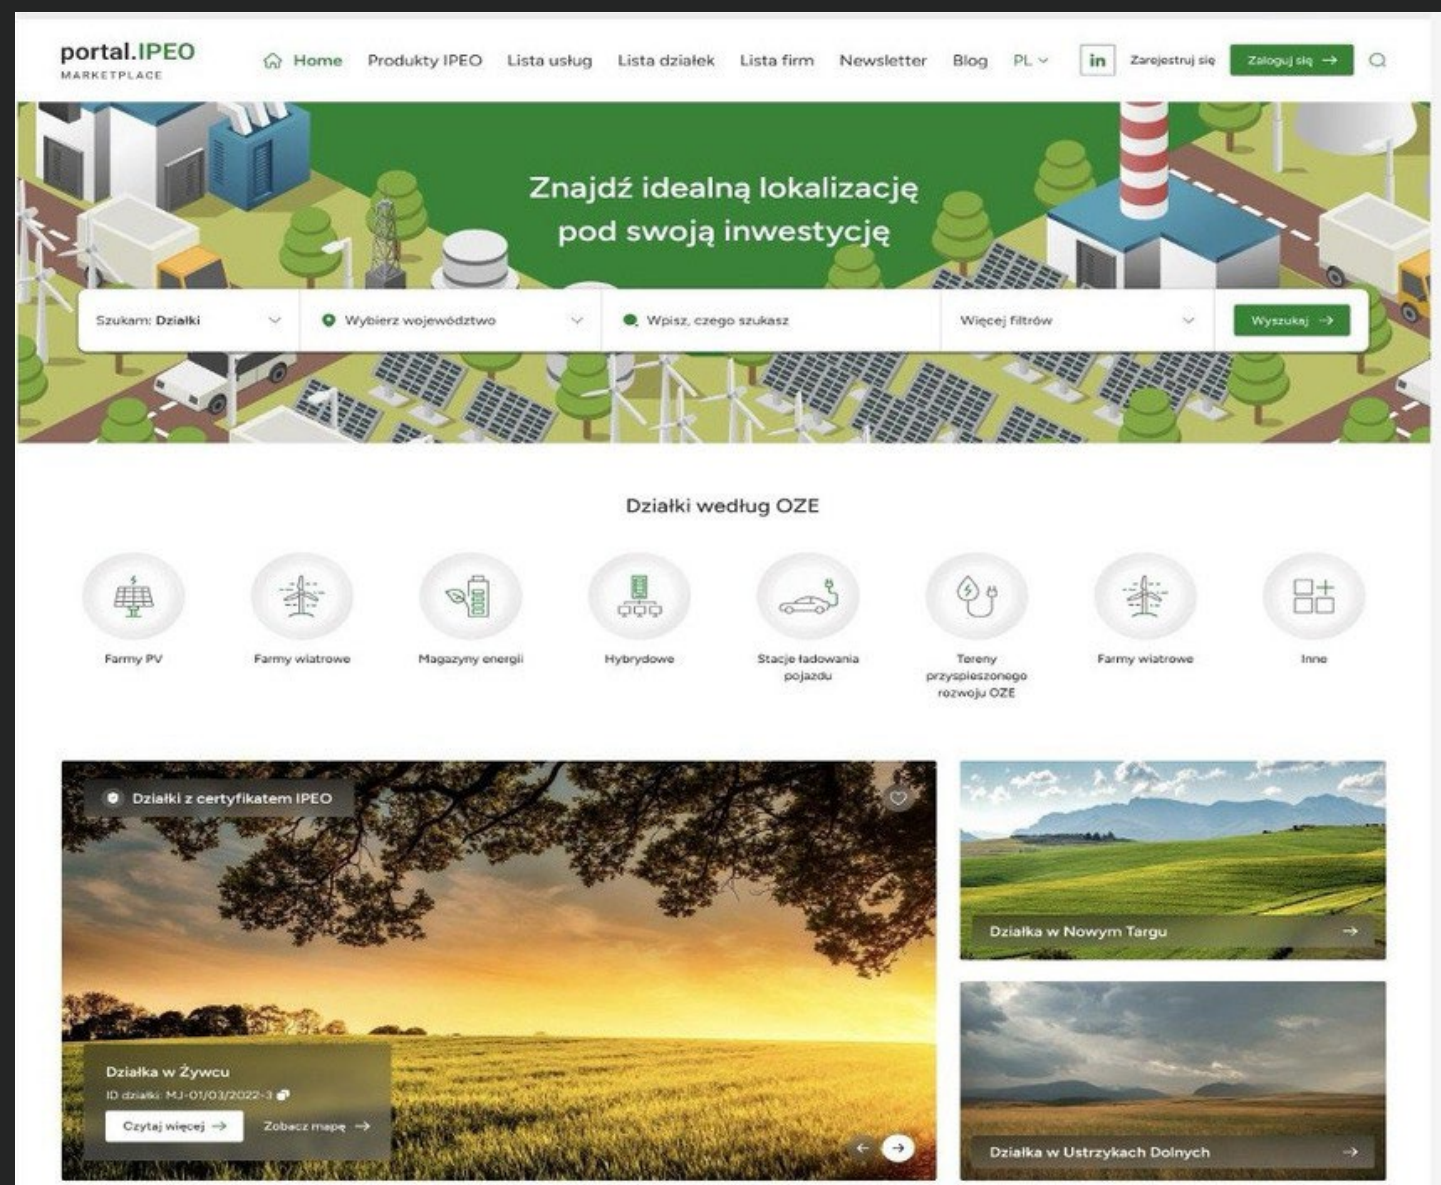 portal.IPEO
MARKETPLACE
Home
Produkty IPEO
Lista usług
Lista działek
Lista firm
Newsletter
Blog
PL
in
Zarejestruj się
Zaloguj się
Znajdź idealną lokalizację
pod swoją inwestycję
Szukam: Działki
Wybierz województwo
Wpisz, czego szukasz
Więcej filtrów
Wyszukaj
Działki według OZE
Farmy PV
Farmy wiatrowe
Magazyny energii
Hybrydowe
Stacje ładowania
pojazdu
Tereny
przyspieszonego
rozwoju OZE
Farmy wiatrowe
Inne
Działki z certyfikatem IPEO
Działka w Żywcu
ID działki: MJ-01/03/2022-3
Czytaj więcej
Zobacz mapę
Działka w Nowym Targu
Działka w Ustrzykach Dolnych